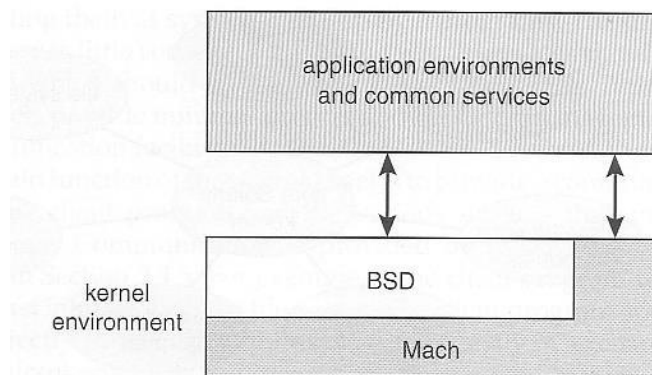 application environments
and common services
BSD
kernel
environment
Mach